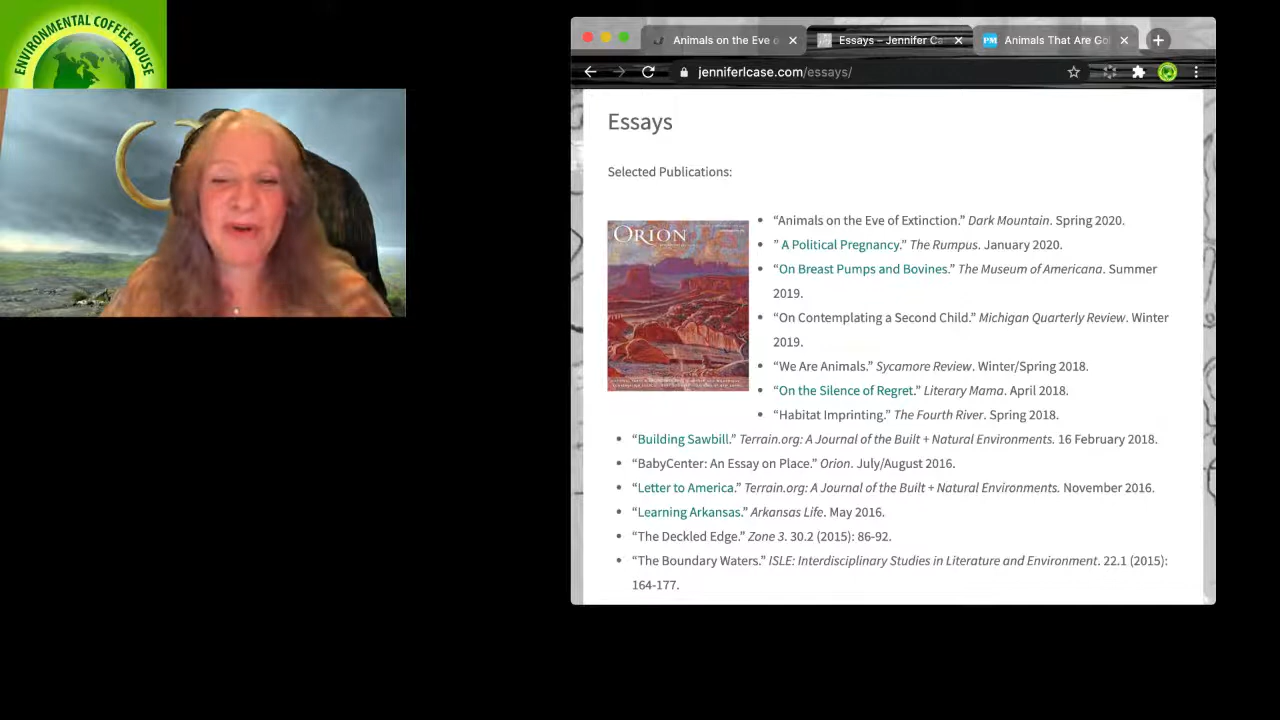 ENVIRONMENTAL COFFEE HOUSE
Animals on the Eve o
Essays – Jennifer Ca
PM Animals That Are Goi
jenniferlcase.com/essays/
Essays
Selected Publications:
ORION
“Animals on the Eve of Extinction.” Dark Mountain. Spring 2020.
” A Political Pregnancy.” The Rumpus. January 2020.
“On Breast Pumps and Bovines.” The Museum of Americana. Summer
2019.
“On Contemplating a Second Child.” Michigan Quarterly Review. Winter
2019.
“We Are Animals.” Sycamore Review. Winter/Spring 2018.
“On the Silence of Regret.” Literary Mama. April 2018.
“Habitat Imprinting.” The Fourth River. Spring 2018.
“Building Sawbill.” Terrain.org: A Journal of the Built + Natural Environments. 16 February 2018.
“BabyCenter: An Essay on Place.” Orion. July/August 2016.
“Letter to America.” Terrain.org: A Journal of the Built + Natural Environments. November 2016.
“Learning Arkansas.” Arkansas Life. May 2016.
“The Deckled Edge.” Zone 3. 30.2 (2015): 86-92.
“The Boundary Waters.” ISLE: Interdisciplinary Studies in Literature and Environment. 22.1 (2015):
164-177.